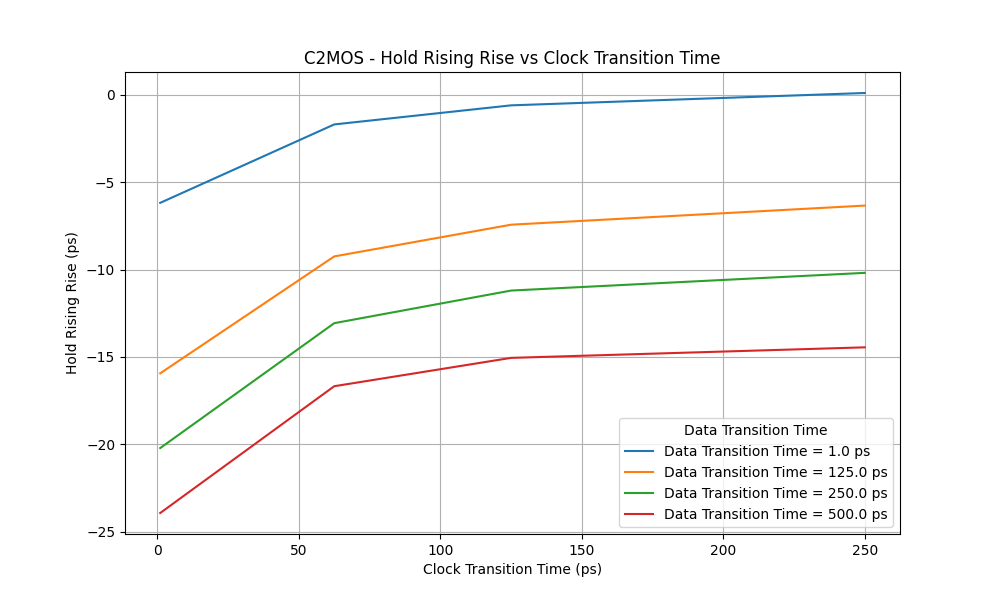 C2MOS - Hold Rising Rise vs Clock Transition Time
Hold Rising Rise (ps)
0
−5
−10
−15
−20
−25
0
50
100
150
200
250
Clock Transition Time (ps)
Data Transition Time
Data Transition Time = 1.0 ps
Data Transition Time = 125.0 ps
Data Transition Time = 250.0 ps
Data Transition Time = 500.0 ps